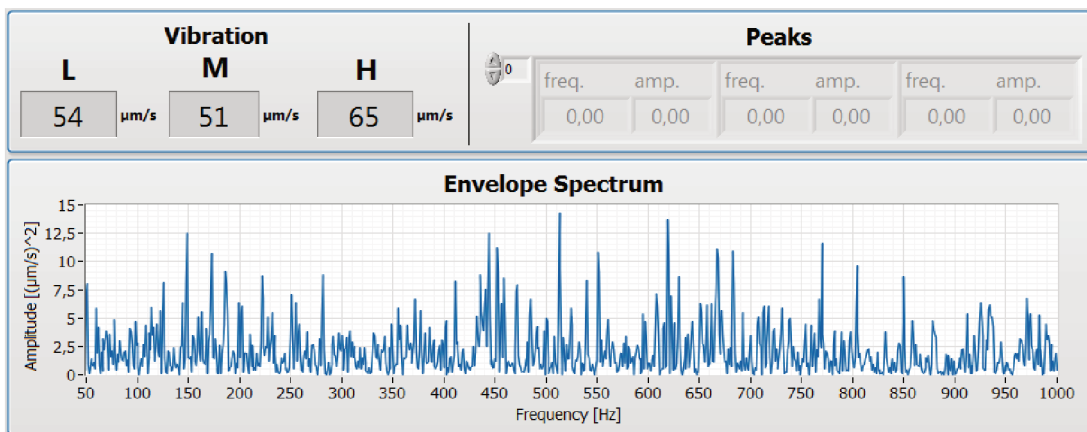 Vibration
L M H
54 μm/s 51 μm/s 65 μm/s
Peaks
0
freq. amp. freq. amp. freq. amp.
0,00 0,00 0,00 0,00 0,00 0,00
Envelope Spectrum
Amplitude [(μm/s)^2]
15
12,5
10
7,5
5
2,5
0
50 100 150 200 250 300 350 400 450 500 550 600 650 700 750 800 850 900 950 1000
Frequency [Hz]